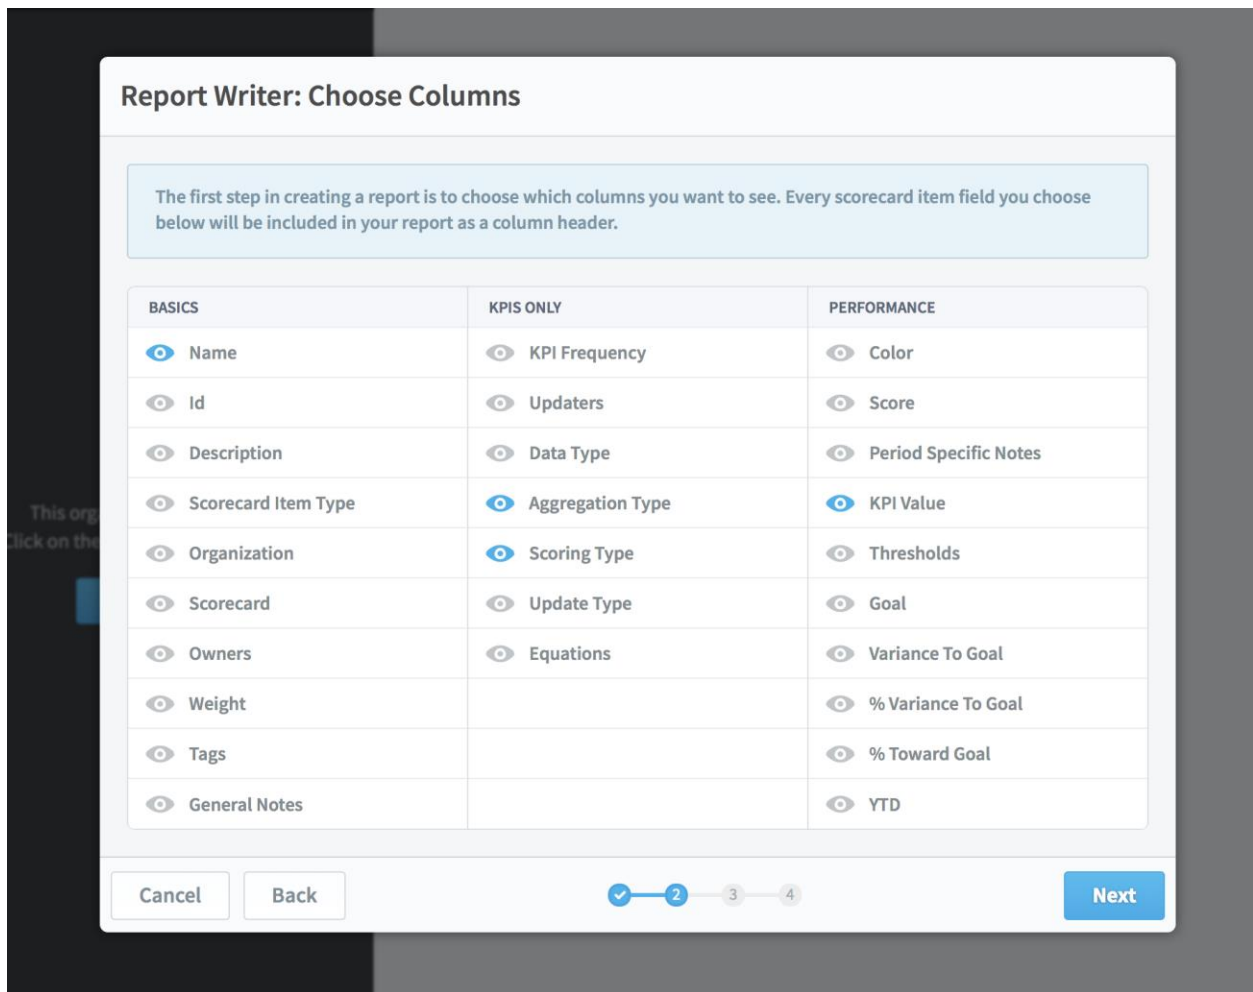 Report Writer: Choose Columns
The first step in creating a report is to choose which columns you want to see. Every scorecard item field you choose
below will be included in your report as a column header.
BASICS
Name
Id
Description
Scorecard Item Type
Organization
Scorecard
Owners
Weight
Tags
General Notes
KPIS ONLY
KPI Frequency
Updaters
Data Type
Aggregation Type
Scoring Type
Update Type
Equations
PERFORMANCE
Color
Score
Period Specific Notes
KPI Value
Thresholds
Goal
Variance To Goal
% Variance To Goal
% Toward Goal
YTD
This
Click on the
Cancel
Back
2
3
4
Next